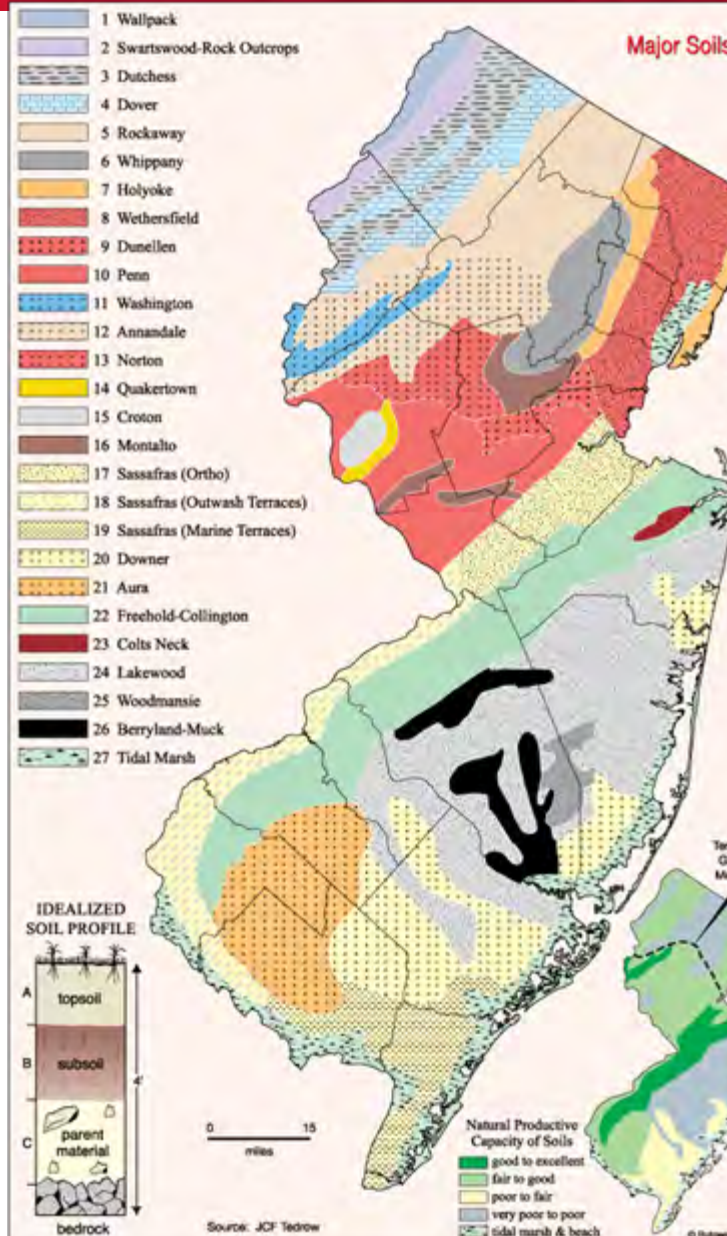 Major Soils
1 Wallpack
2 Swartswood-Rock Outcrops
3 Dutchess
4 Dover
5 Rockaway
6 Whippany
7 Holyoke
8 Wethersfield
9 Dunellen
10 Penn
11 Washington
12 Annandale
13 Norton
14 Quakertown
15 Croton
16 Montalto
17 Sassafras (Ortho)
18 Sassafras (Outwash Terraces)
19 Sassafras (Marine Terraces)
20 Downer
21 Aura
22 Freehold-Collington
23 Colts Neck
24 Lakewood
25 Woodmansie
26 Berryland-Muck
27 Tidal Marsh
IDEALIZED
SOIL PROFILE
A
topsoil
B
subsoil
4'
C
parent
material
bedrock
0 15
miles
Source: JCF Tedrow
Natural Productive
Capacity of Soils
good to excellent
fair to good
poor to fair
very poor to poor
tidal marsh & beach